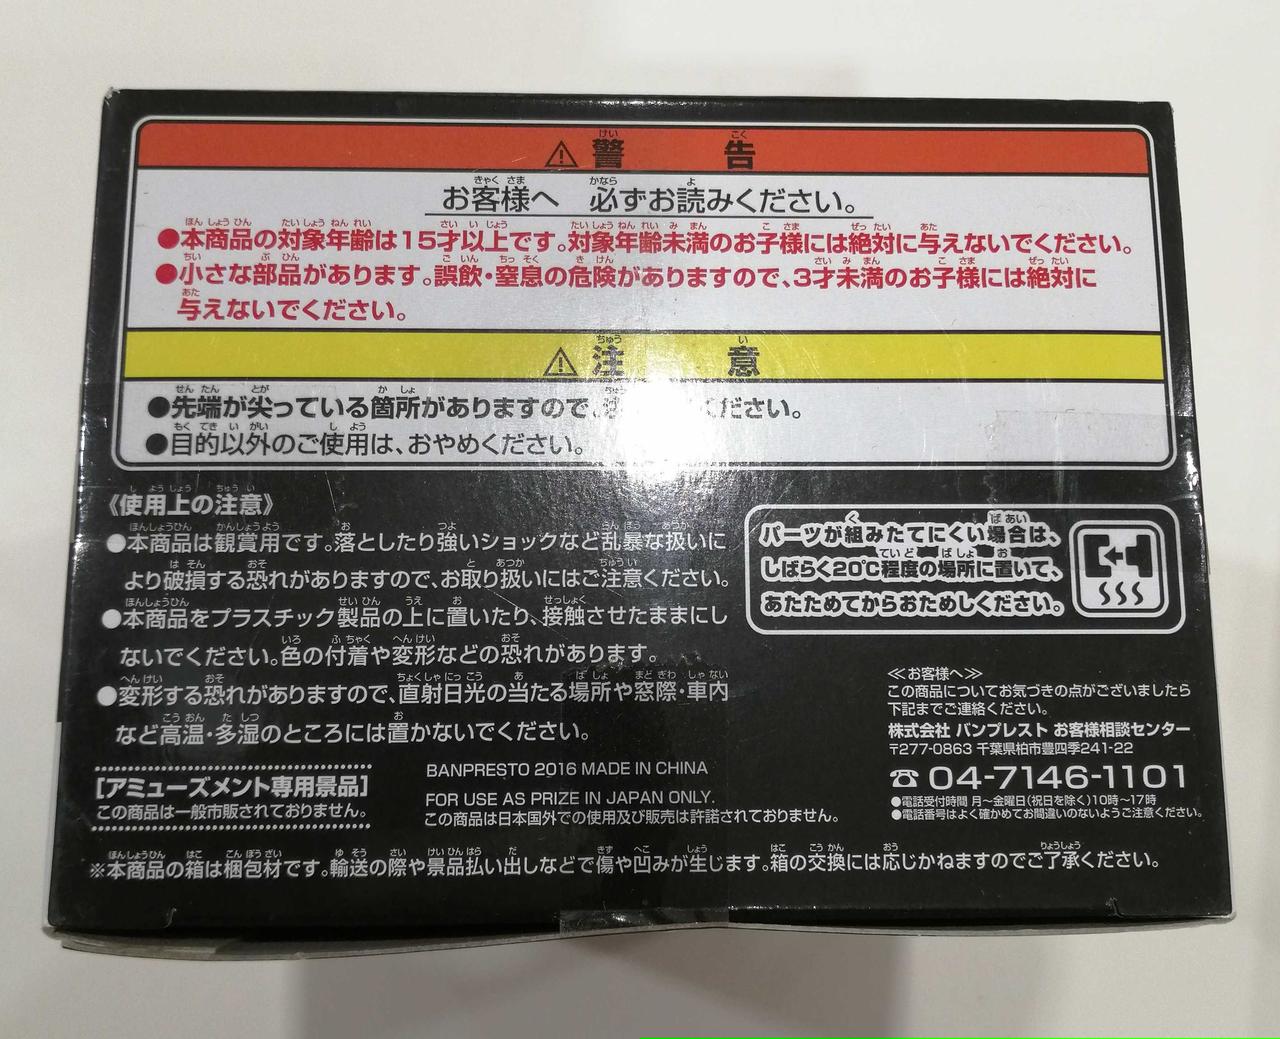 ⚠ 警告
お客様へ 必ずお読みください。
●本商品の対象年齢は15才以上です。対象年齢未満のお子様には絶対に与えないでください。
●小さな部品があります。誤飲・窒息の危険がありますので、3才未満のお子様には絶対に
与えないでください。
⚠ 注意
●先端が尖っている箇所がありますので、ください。
●目的以外のご使用は、おやめください。
《使用上の注意》
●本商品は観賞用です。落としたり強いショックなど乱暴な扱いに
より破損する恐れがありますので、お取り扱いにはご注意ください。
●本商品をプラスチック製品の上に置いたり、接触させたままにし
ないでください。色の付着や変形などの恐れがあります。
●変形する恐れがありますので、直射日光の当たる場所や窓際・車内
など高温・多湿のところには置かないでください。
パーツが組みたてにくい場合は、
しばらく20℃程度の場所に置いて、
あたためてからおためしください。
≪お客様へ≫
この商品についてお気づきの点がございましたら
下記までご連絡ください。
株式会社 バンプレスト お客様相談センター
〒277-0863 千葉県柏市豊四季241-22
☎04-7146-1101
●電話受付時間 月～金曜日(祝日を除く)10時～17時
●電話番号はよく確かめてお間違いのないようご注意ください。
[アミューズメント専用景品]
この商品は一般市販されておりません。
BANPRESTO 2016 MADE IN CHINA
FOR USE AS PRIZE IN JAPAN ONLY.
この商品は日本国外での使用及び販売は許諾されておりません。
※本商品の箱は梱包材です。輸送の際や景品払い出しなどで傷や凹みが生じます。箱の交換には応じかねますのでご了承ください。